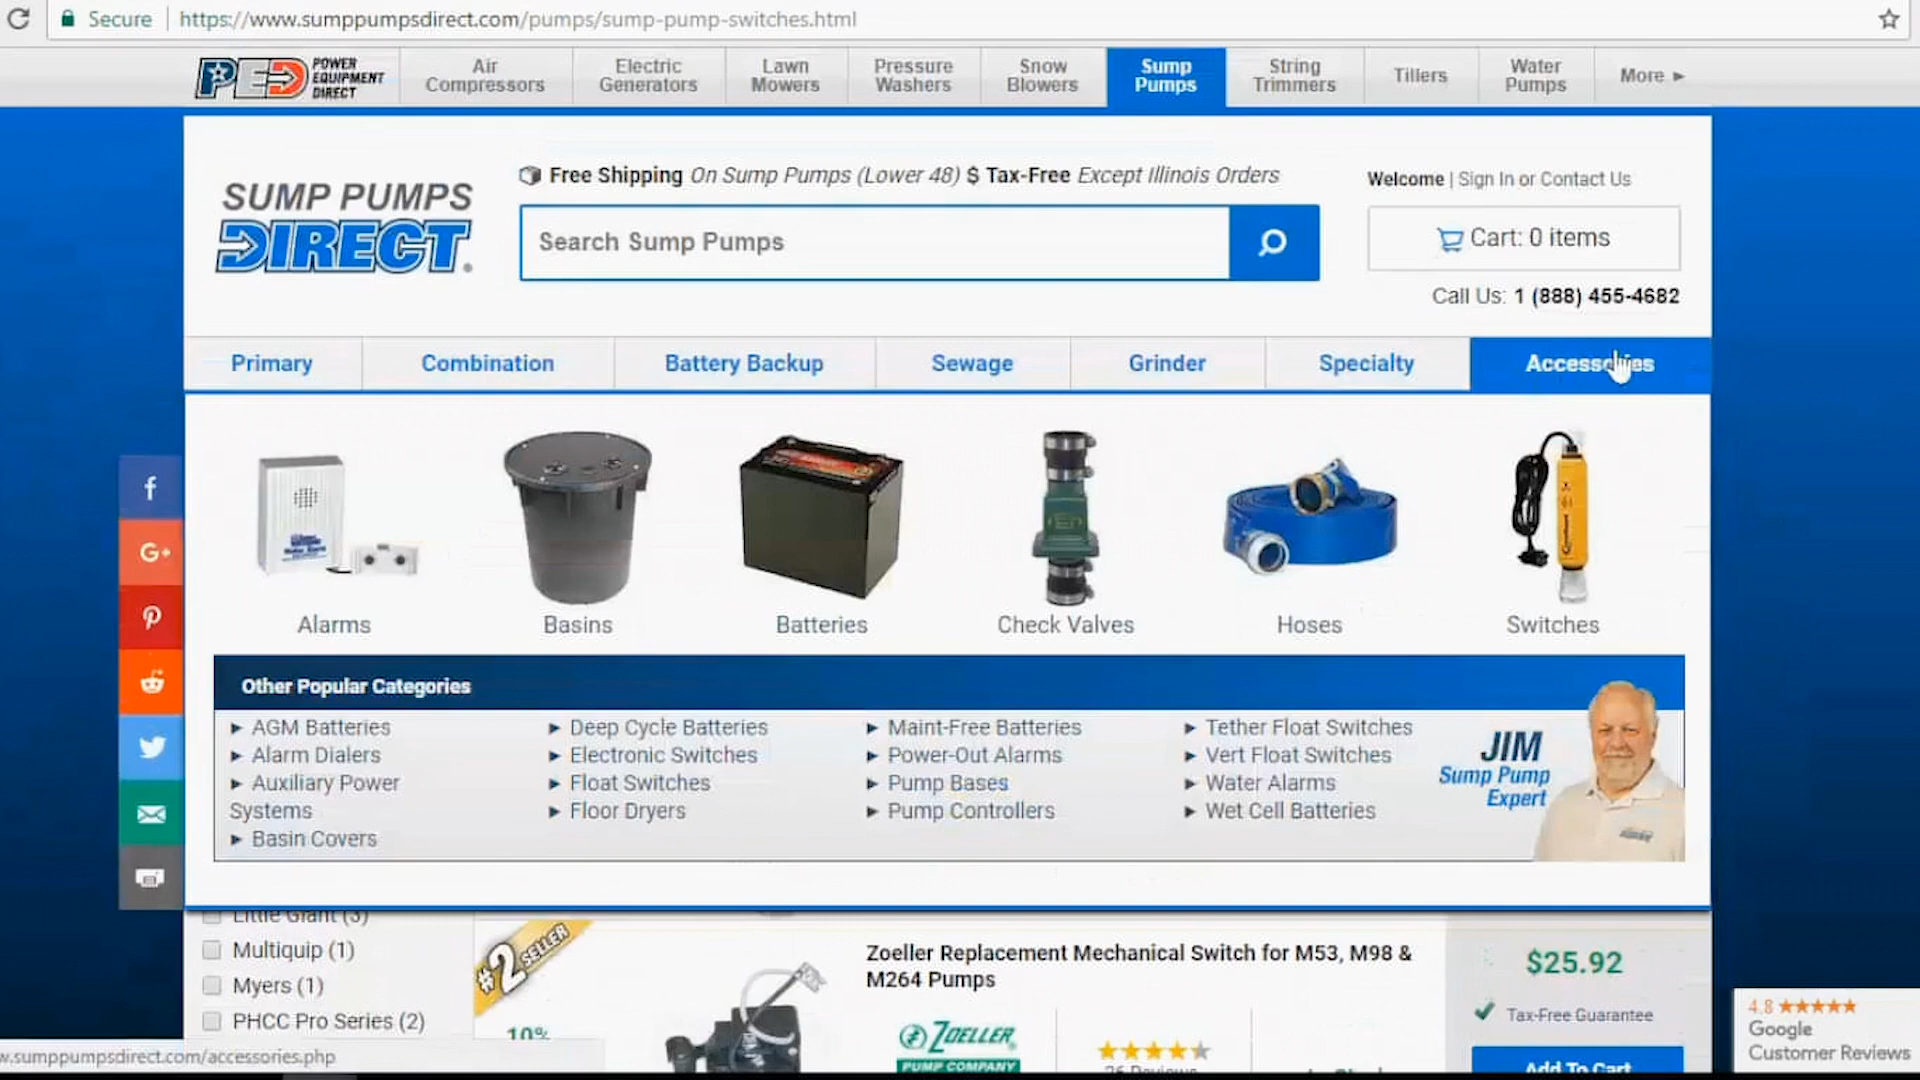 Secure | https://www.sumppumpsdirect.com/pumps/sump-pump-switches.html
PED POWER EQUIPMENT DIRECT
Air Compressors
Electric Generators
Lawn Mowers
Pressure Washers
Snow Blowers
Sump Pumps
String Trimmers
Tillers
Water Pumps
More ►
SUMP PUMPS
DIRECT
Free Shipping On Sump Pumps (Lower 48) $ Tax-Free Except Illinois Orders
Search Sump Pumps
Welcome | Sign In or Contact Us
Cart: 0 items
Call Us: 1 (888) 455-4682
Primary
Combination
Battery Backup
Sewage
Grinder
Specialty
Accessories
Alarms
Basins
Batteries
Check Valves
Hoses
Switches
Other Popular Categories
► AGM Batteries
► Alarm Dialers
► Auxiliary Power
Systems
► Basin Covers
► Deep Cycle Batteries
► Electronic Switches
► Float Switches
► Floor Dryers
► Maint-Free Batteries
► Power-Out Alarms
► Pump Bases
► Pump Controllers
► Tether Float Switches
► Vert Float Switches
► Water Alarms
► Wet Cell Batteries
JIM
Sump Pump
Expert
f
G+
Little Giant (3)
Multiquip (1)
Myers (1)
PHCC Pro Series (2)
#2 SELLER
10%
Zoeller Replacement Mechanical Switch for M53, M98 &
M264 Pumps
ZOELLER
PUMP COMPANY
26 Reviews
$25.92
Tax-Free Guarantee
Add To Cart
4.8
Google
Customer Reviews
w.sumppumpsdirect.com/accessories.php